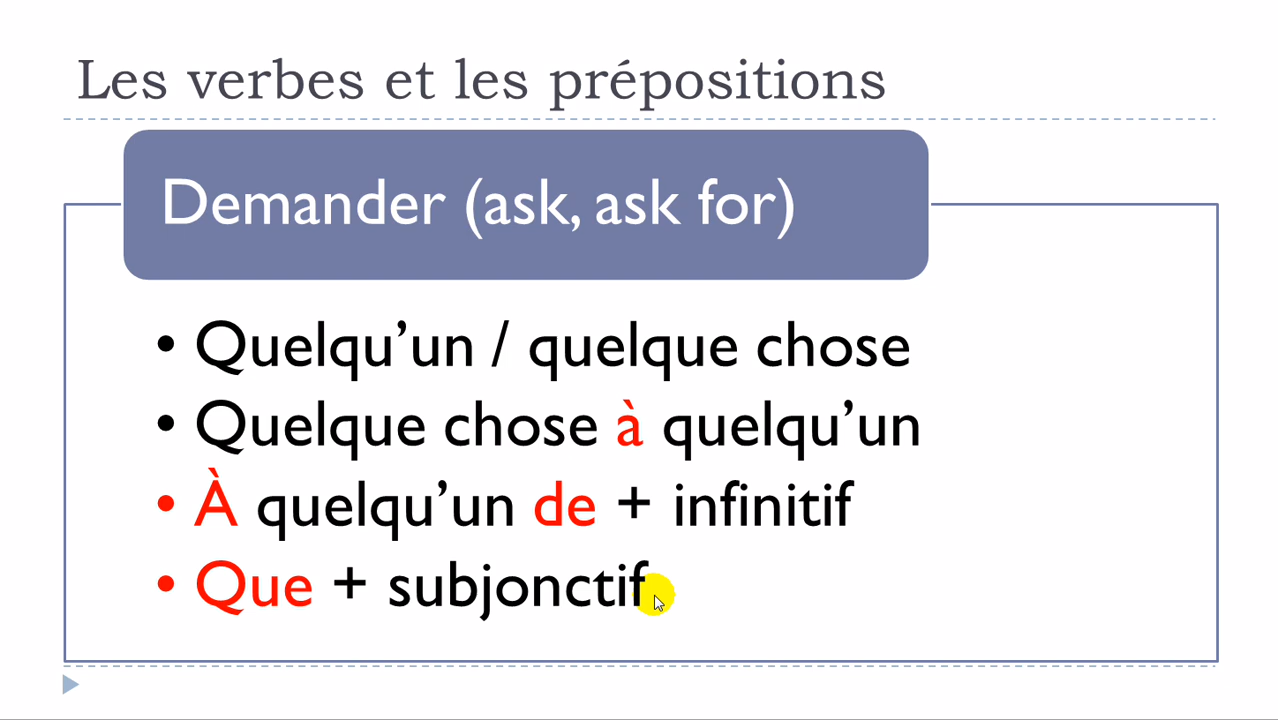 Les verbes et les prépositions
Demander (ask, ask for)
• Quelqu’un / quelque chose
• Quelque chose à quelqu’un
• À quelqu’un de + infinitif
• Que + subjonctif